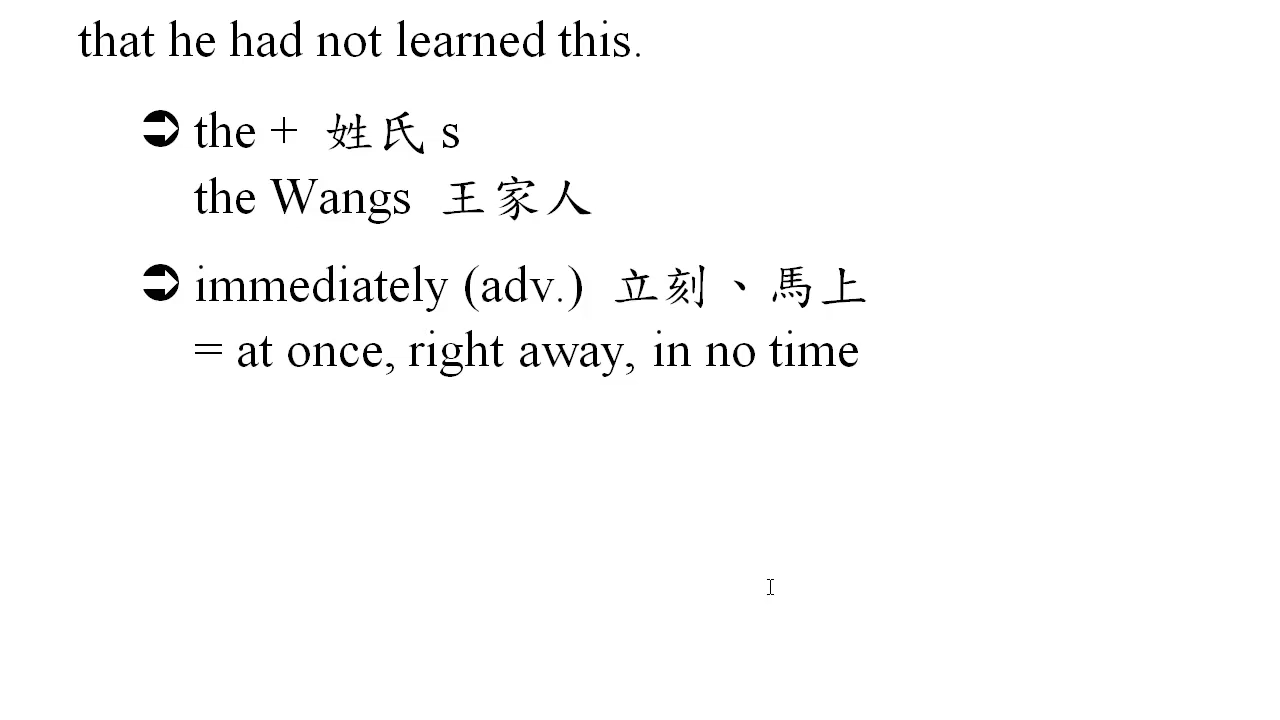 that he had not learned this.
➲ the + 姓氏 s
the Wangs 王家人
➲ immediately (adv.) 立刻、馬上
= at once, right away, in no time